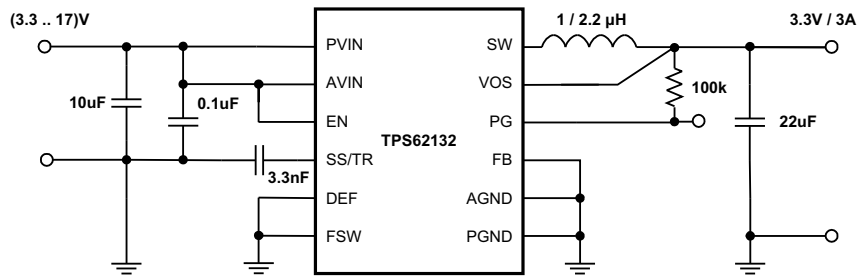 (3.3 .. 17)V
1 / 2.2 µH
3.3V / 3A
PVIN
SW
AVIN
VOS
10uF
0.1uF
100k
EN
PG
22uF
TPS62132
SS/TR
FB
3.3nF
DEF
AGND
FSW
PGND